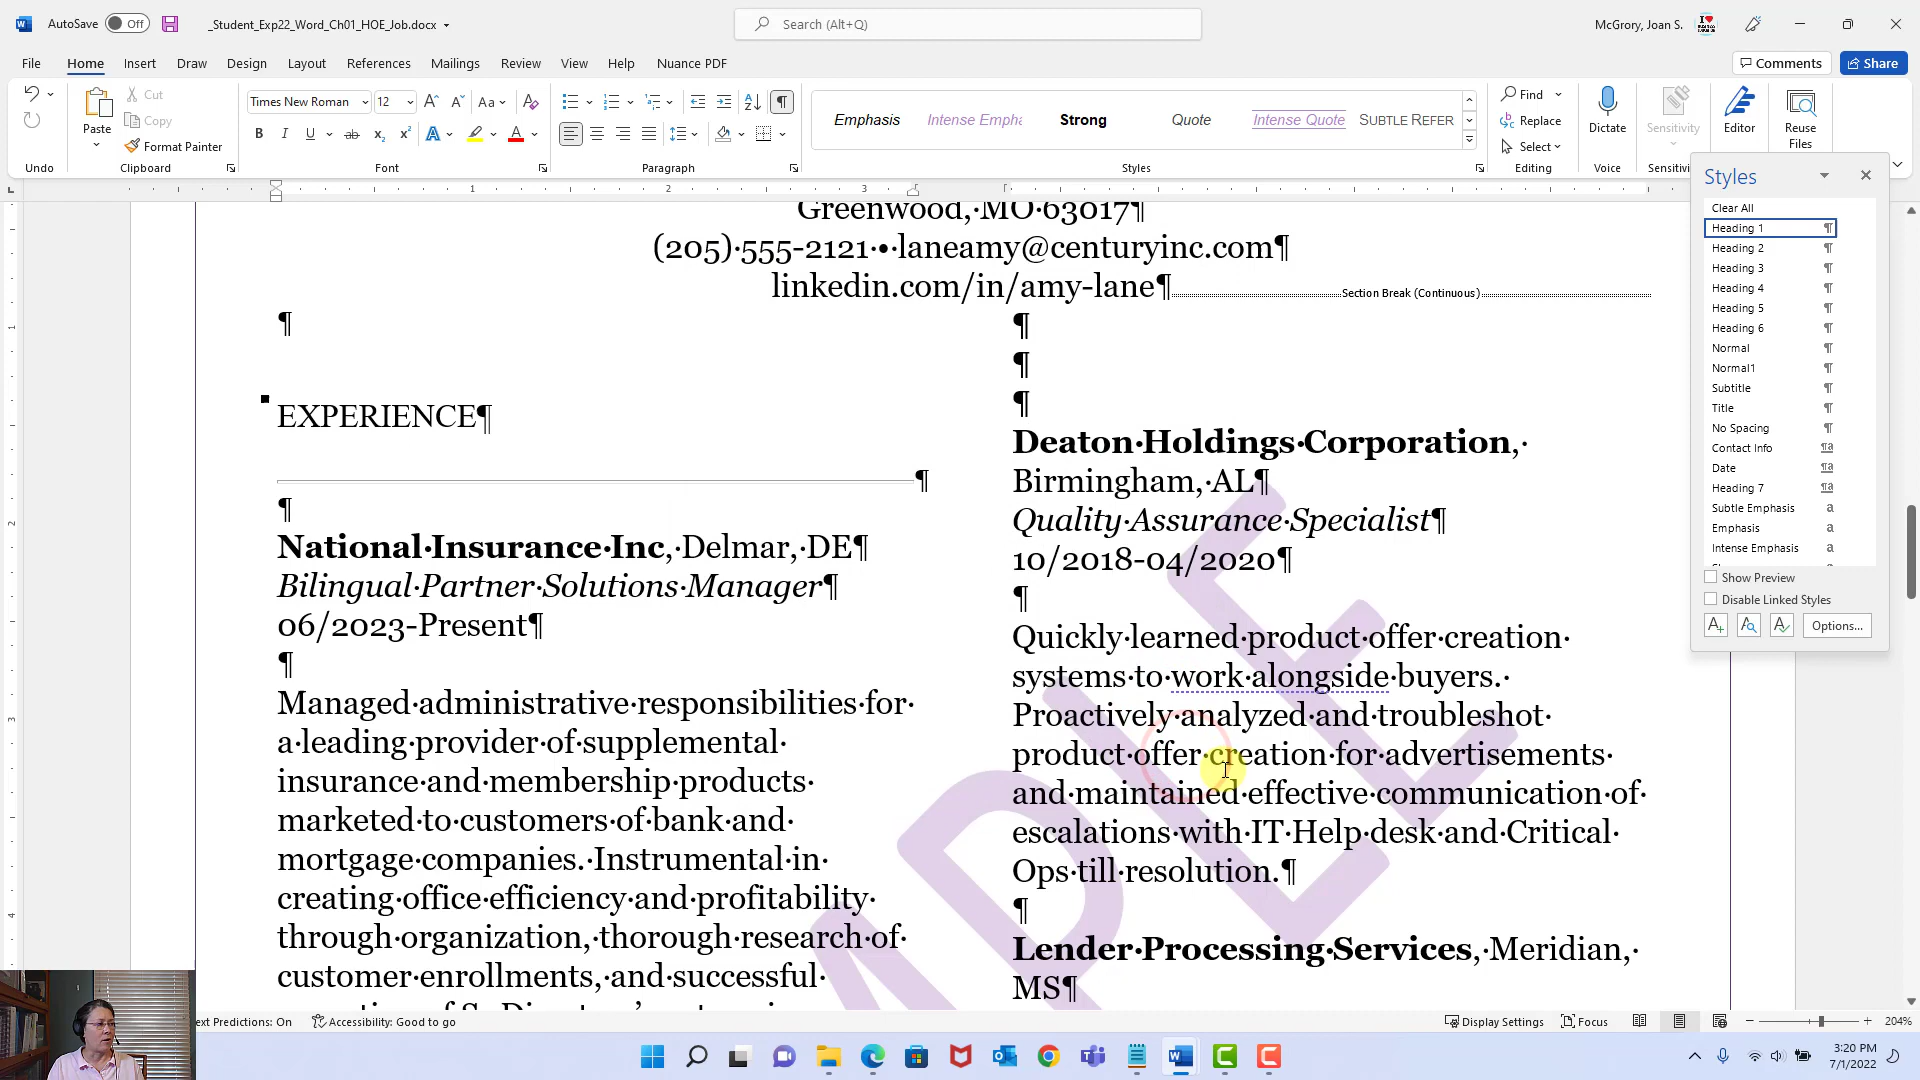 AutoSave Off _Student_Exp22_Word_Ch01_HOE_Job.docx Search (Alt+Q) McGrory, Joan S.
File Home Insert Draw Design Layout References Mailings Review View Help Nuance PDF Comments Share
Paste Cut Copy Format Painter
Times New Roman 12
Emphasis Intense Empha Strong Quote Intense Quote SUBTLE REFER
Find Replace Select Dictate Sensitivity Editor Reuse Files
Undo Clipboard Font Paragraph Styles Editing Voice Sensitiv
1 2 3
Greenwood,·MO·63017¶
(205)·555-2121·•·laneamy@centuryinc.com¶
linkedin.com/in/amy-lane¶ Section Break (Continuous)
¶
EXPERIENCE¶
¶
¶
National·Insurance·Inc,·Delmar,·DE¶
Bilingual·Partner·Solutions·Manager¶
06/2023-Present¶
¶
Managed·administrative·responsibilities·for·
a·leading·provider·of·supplemental·
insurance·and·membership·products·
marketed·to·customers·of·bank·and·
mortgage·companies.·Instrumental·in·
creating·office·efficiency·and·profitability·
through·organization,·thorough·research·of·
customer·enrollments,·and·successful·
¶
¶
¶
Deaton·Holdings·Corporation,·
Birmingham,·AL¶
Quality·Assurance·Specialist¶
10/2018-04/2020¶
¶
Quickly·learned·product·offer·creation·
systems·to·work·alongside·buyers.·
Proactively·analyzed·and·troubleshot·
product·offer·creation·for·advertisements·
and·maintained·effective·communication·of·
escalations·with·IT·Help·desk·and·Critical·
Ops·till·resolution.¶
¶
Lender·Processing·Services,·Meridian,·
MS¶
Styles
Clear All
Heading 1
Heading 2
Heading 3
Heading 4
Heading 5
Heading 6
Normal
Normal1
Subtitle
Title
No Spacing
Contact Info
Date
Heading 7
Subtle Emphasis
Emphasis
Intense Emphasis
Show Preview
Disable Linked Styles
Options...
ext Predictions: On Accessibility: Good to go Display Settings Focus 204%
3:20 PM
7/1/2022